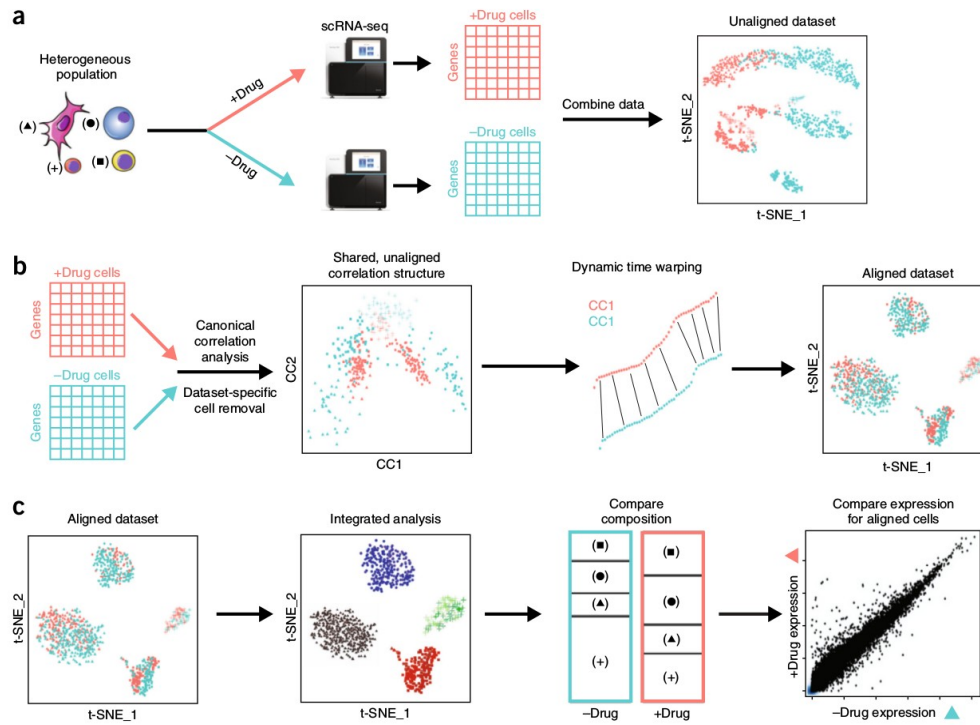 a
Heterogeneous
population
(▲)
(●)
(+)
(■)
+Drug
–Drug
scRNA-seq
+Drug cells
Genes
–Drug cells
Genes
Combine data
Unaligned dataset
t-SNE_2
t-SNE_1
b
+Drug cells
Genes
–Drug cells
Genes
Canonical
correlation
analysis
Dataset-specific
cell removal
Shared, unaligned
correlation structure
CC2
CC1
Dynamic time warping
CC1
CC1
Aligned dataset
t-SNE_2
t-SNE_1
c
Aligned dataset
t-SNE_2
t-SNE_1
Integrated analysis
t-SNE_2
t-SNE_1
Compare
composition
(■)
(●)
(▲)
(+)
–Drug
(■)
(●)
(▲)
(+)
+Drug
Compare expression
for aligned cells
+Drug expression
–Drug expression